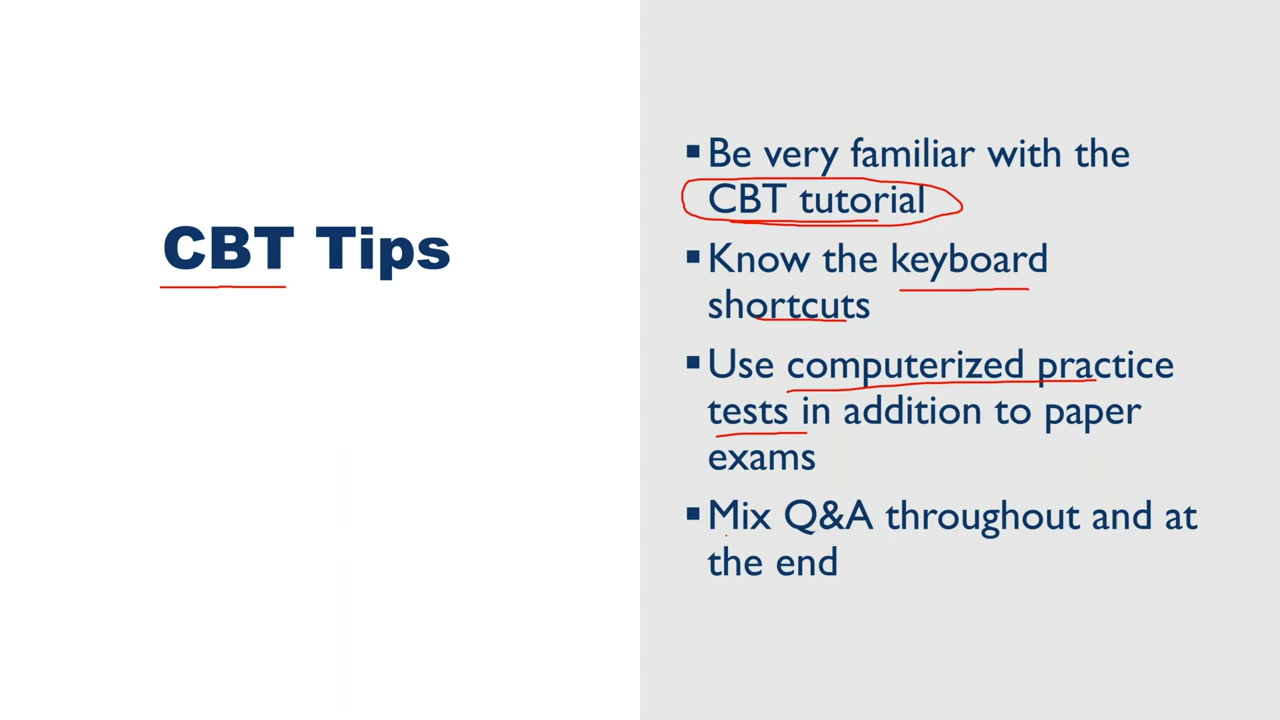 CBT Tips
▪ Be very familiar with the
CBT tutorial
▪ Know the keyboard
shortcuts
▪ Use computerized practice
tests in addition to paper
exams
▪ Mix Q&A throughout and at
the end